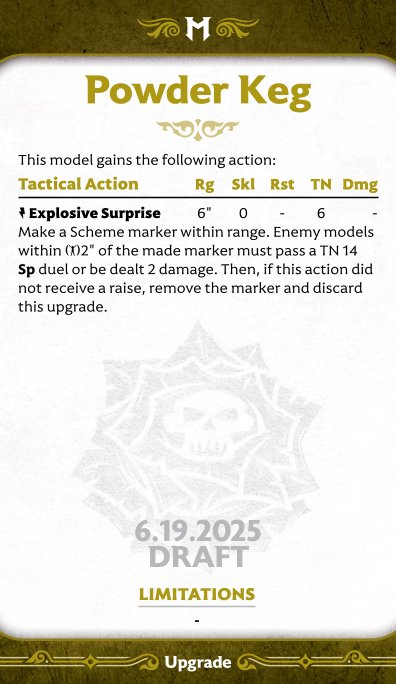 M
Powder Keg
This model gains the following action:
Tactical Action Rg Skl Rst TN Dmg
Explosive Surprise 6" 0 - 6 -
Make a Scheme marker within range. Enemy models
within 2" of the made marker must pass a TN 14
Sp duel or be dealt 2 damage. Then, if this action did
not receive a raise, remove the marker and discard
this upgrade.
6.19.2025
DRAFT
LIMITATIONS
-
Upgrade